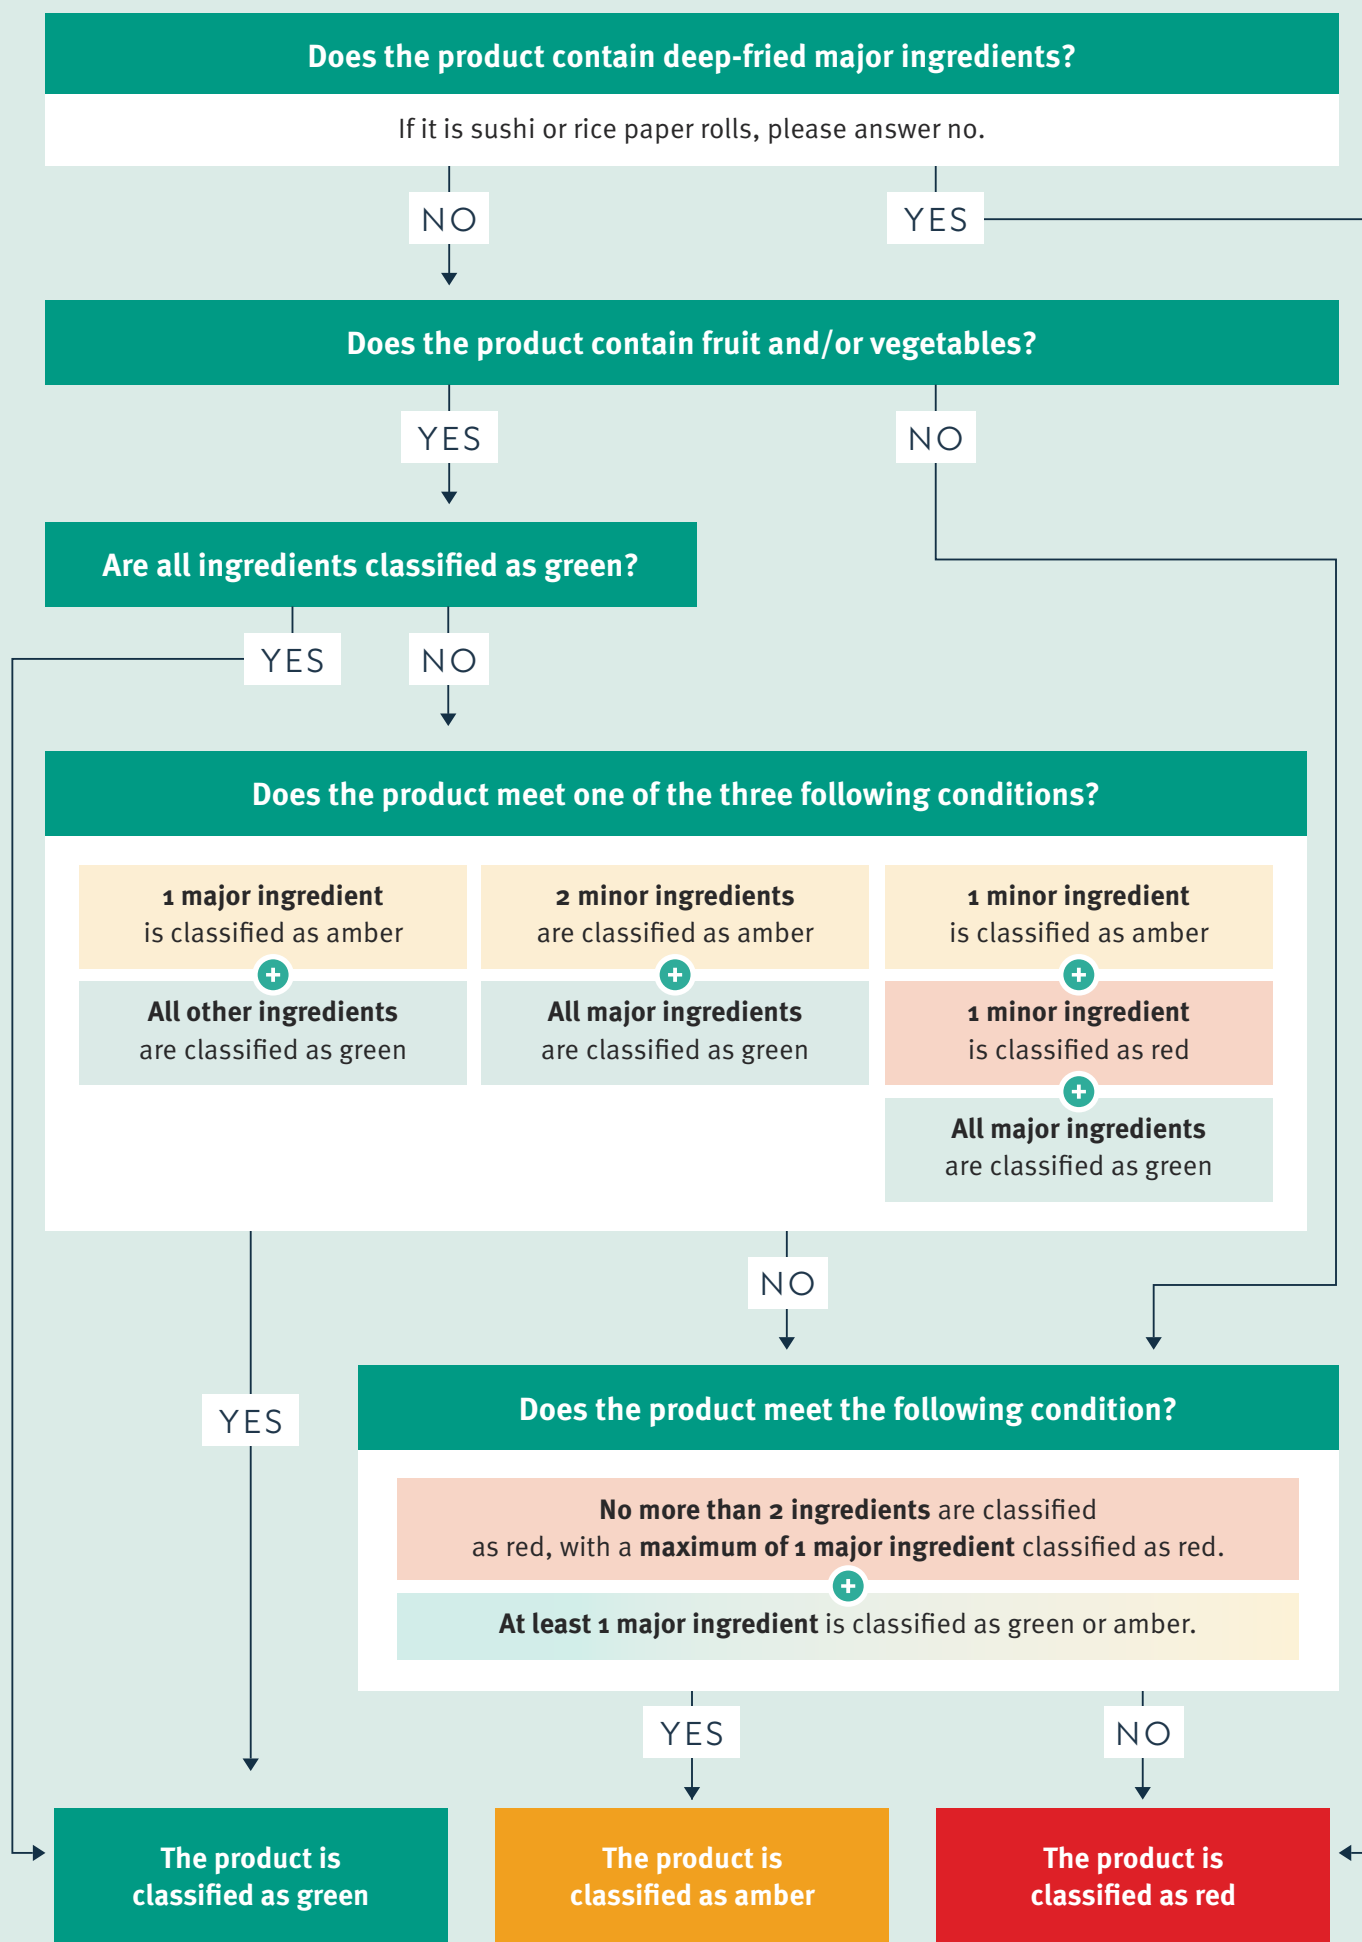 Does the product contain deep-fried major ingredients?
If it is sushi or rice paper rolls, please answer no.
NO
YES
Does the product contain fruit and/or vegetables?
YES
NO
Are all ingredients classified as green?
YES
NO
Does the product meet one of the three following conditions?
1 major ingredient
is classified as amber
+
All other ingredients
are classified as green
2 minor ingredients
are classified as amber
+
All major ingredients
are classified as green
1 minor ingredient
is classified as amber
+
1 minor ingredient
is classified as red
+
All major ingredients
are classified as green
NO
YES
Does the product meet the following condition?
No more than 2 ingredients are classified
as red, with a maximum of 1 major ingredient classified as red.
+
At least 1 major ingredient is classified as green or amber.
YES
NO
The product is
classified as green
The product is
classified as amber
The product is
classified as red